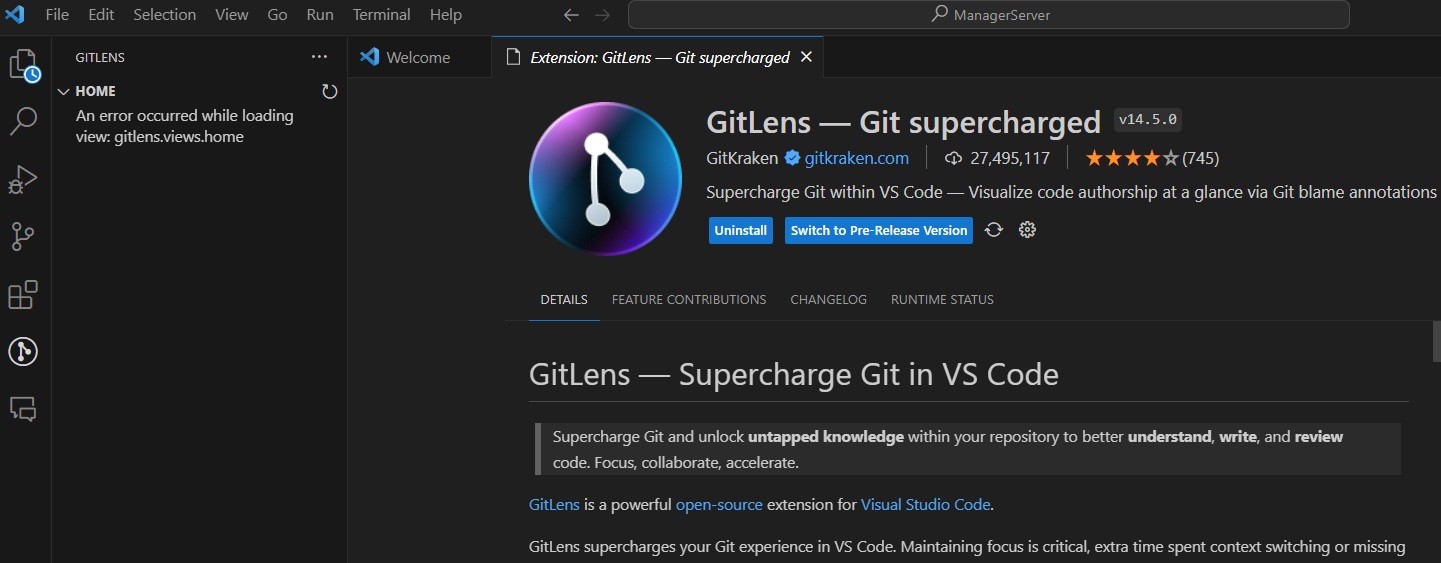 File Edit Selection View Go Run Terminal Help
ManagerServer
GITLENS ···
HOME
An error occurred while loading
view: gitlens.views.home
Welcome
Extension: GitLens — Git supercharged
GitLens — Git supercharged v14.5.0
GitKraken gitkraken.com 27,495,117 (745)
Supercharge Git within VS Code — Visualize code authorship at a glance via Git blame annotations
Uninstall Switch to Pre-Release Version
DETAILS FEATURE CONTRIBUTIONS CHANGELOG RUNTIME STATUS
GitLens — Supercharge Git in VS Code
Supercharge Git and unlock untapped knowledge within your repository to better understand, write, and review
code. Focus, collaborate, accelerate.
GitLens is a powerful open-source extension for Visual Studio Code.
GitLens supercharges your Git experience in VS Code. Maintaining focus is critical, extra time spent context switching or missing